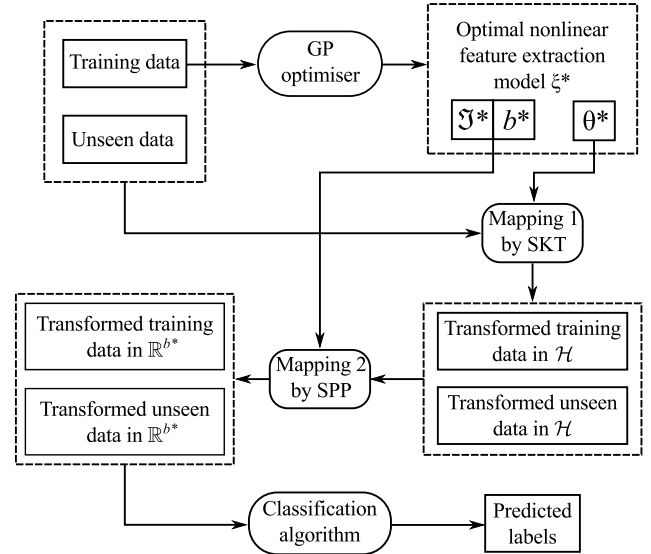 Training data
Unseen data
GP
optimiser
Optimal nonlinear
feature extraction
model ξ*
ℑ* b* θ*
Mapping 1
by SKT
Transformed training
data in ℋ
Transformed unseen
data in ℋ
Mapping 2
by SPP
Transformed training
data in ℝ^b*
Transformed unseen
data in ℝ^b*
Classification
algorithm
Predicted
labels